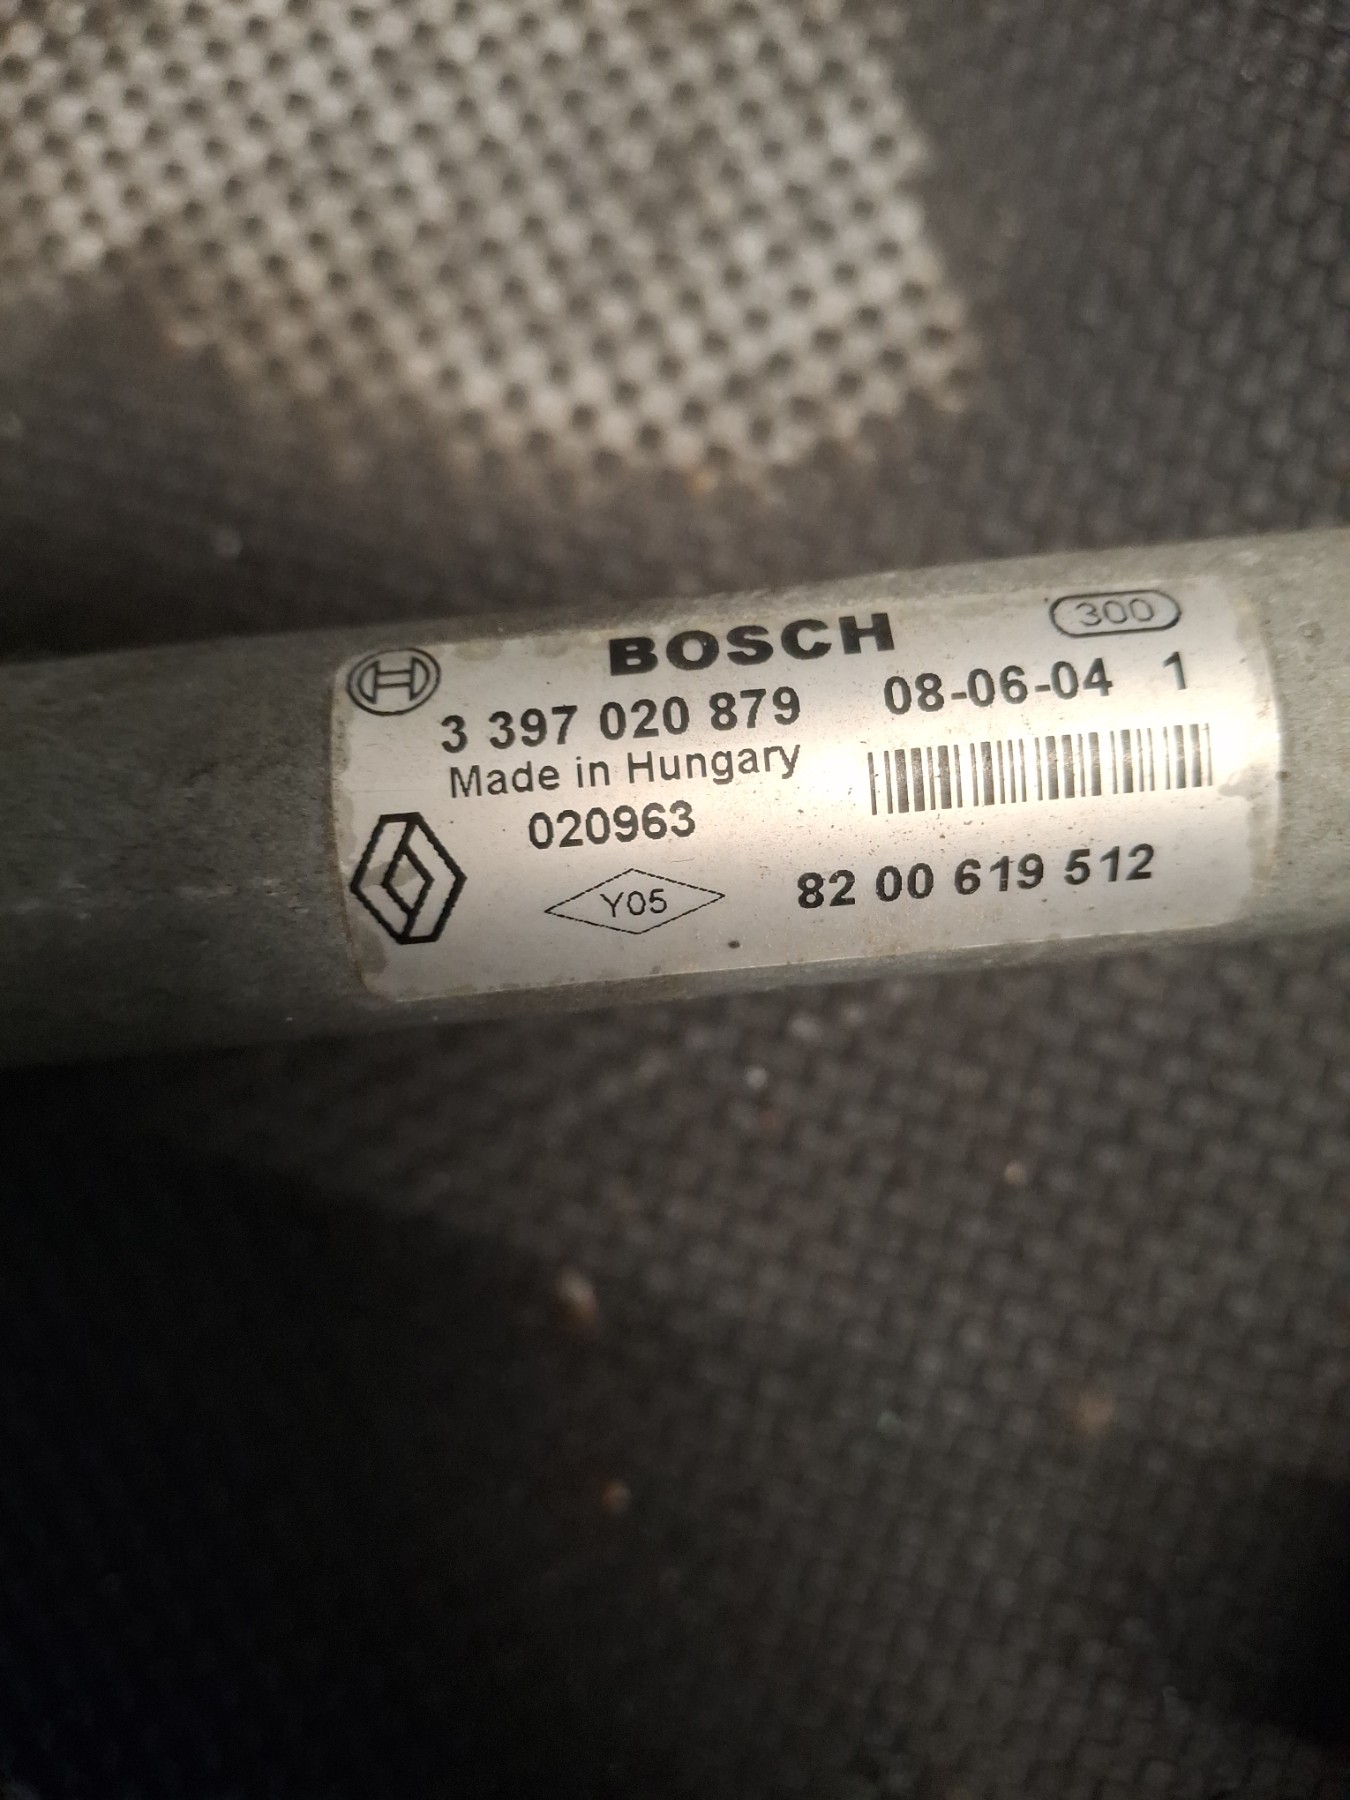 BOSCH 300
3 397 020 879 08-06-04 1
Made in Hungary
020963
Y05 82 00 619 512